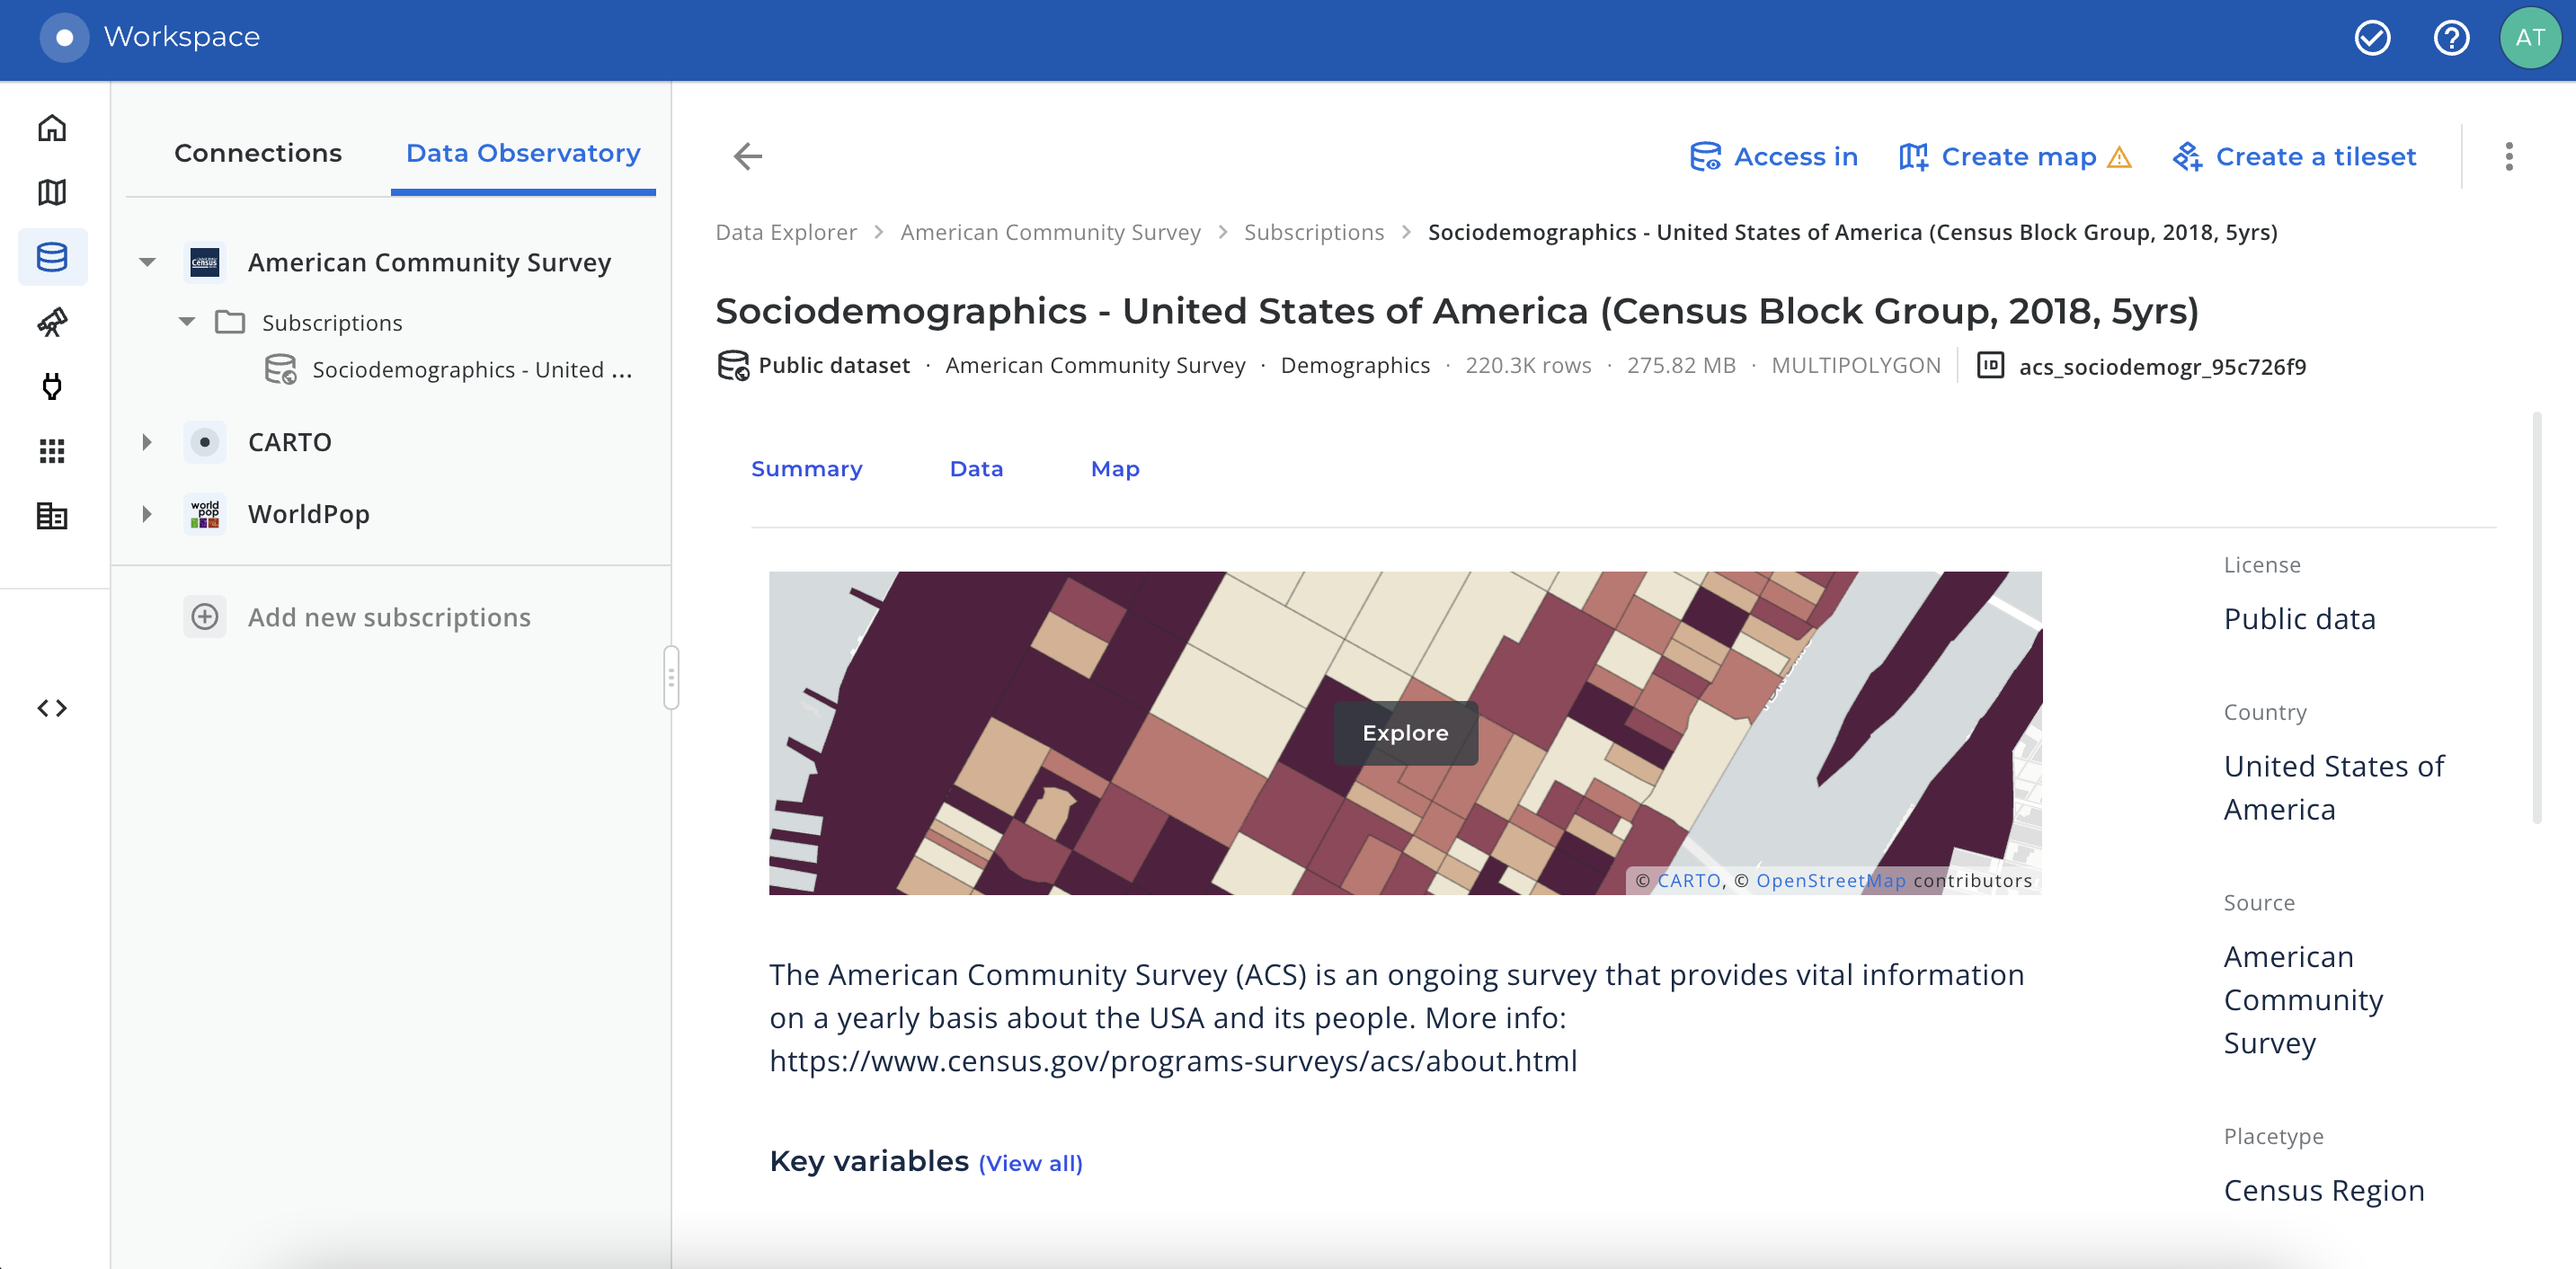 Workspace
AT
Connections
Data Observatory
Access in
Create map
Create a tileset
Data Explorer > American Community Survey > Subscriptions > Sociodemographics - United States of America (Census Block Group, 2018, 5yrs)
Census
American Community Survey
Subscriptions
Sociodemographics - United ...
CARTO
world
pop
WorldPop
Add new subscriptions
Sociodemographics - United States of America (Census Block Group, 2018, 5yrs)
Public dataset · American Community Survey · Demographics · 220.3K rows · 275.82 MB · MULTIPOLYGON
ID acs_sociodemogr_95c726f9
Summary
Data
Map
Explore
© CARTO, © OpenStreetMap contributors
The American Community Survey (ACS) is an ongoing survey that provides vital information
on a yearly basis about the USA and its people. More info:
https://www.census.gov/programs-surveys/acs/about.html
Key variables (View all)
License
Public data
Country
United States of
America
Source
American
Community
Survey
Placetype
Census Region